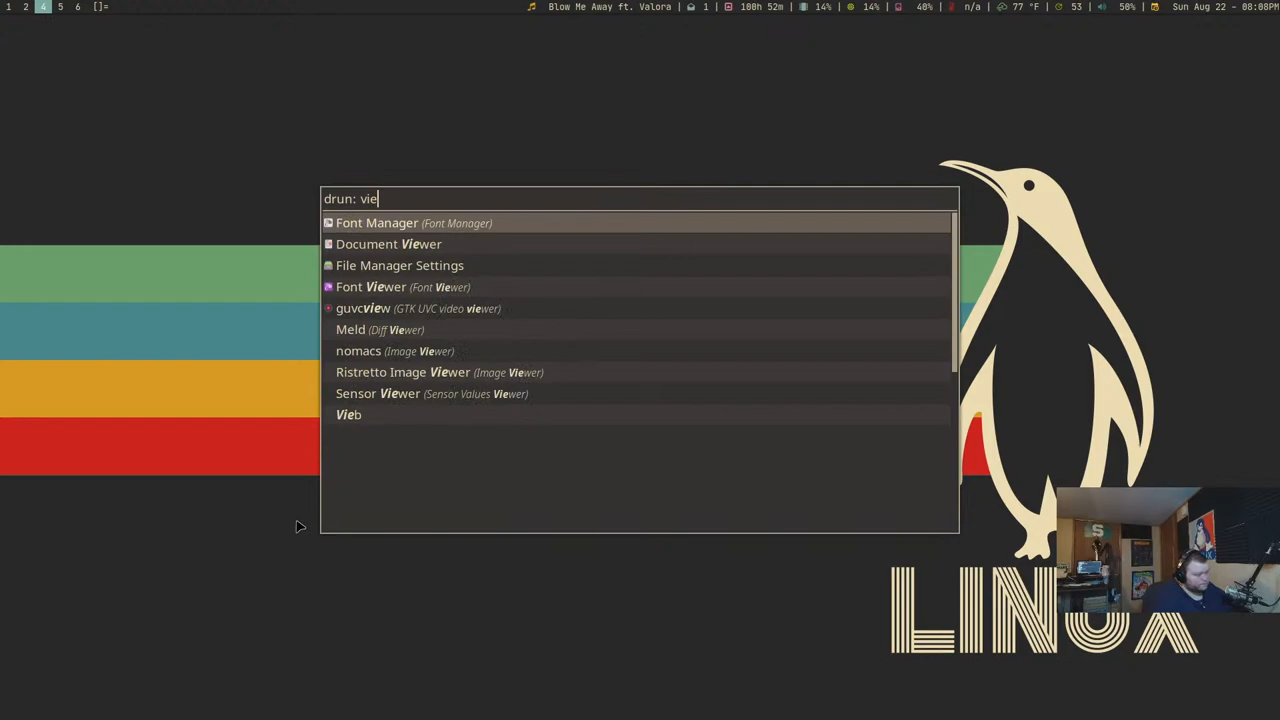 1 2 4 5 6 []= Blow Me Away ft. Valora | 1 | 100h 52m | 14% | 14% | 40% | n/a | 77 °F | 53 | 50% | Sun Aug 22 - 08:08PM
drun: vie
Font Manager (Font Manager)
Document Viewer
File Manager Settings
Font Viewer (Font Viewer)
guvcview (GTK UVC video viewer)
Meld (Diff Viewer)
nomacs (Image Viewer)
Ristretto Image Viewer (Image Viewer)
Sensor Viewer (Sensor Values Viewer)
Vieb
S
LINUX